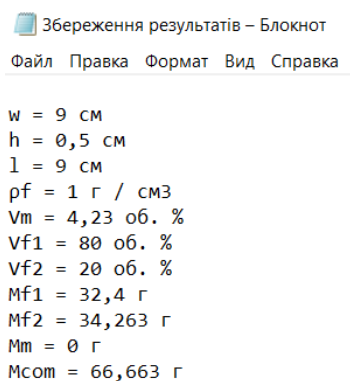 Збереження результатів – Блокнот
Файл Правка Формат Вид Справка
w = 9 см
h = 0,5 см
l = 9 см
ρf = 1 г / см3
Vm = 4,23 об. %
Vf1 = 80 об. %
Vf2 = 20 об. %
Mf1 = 32,4 г
Mf2 = 34,263 г
Mm = 0 г
Mcom = 66,663 г